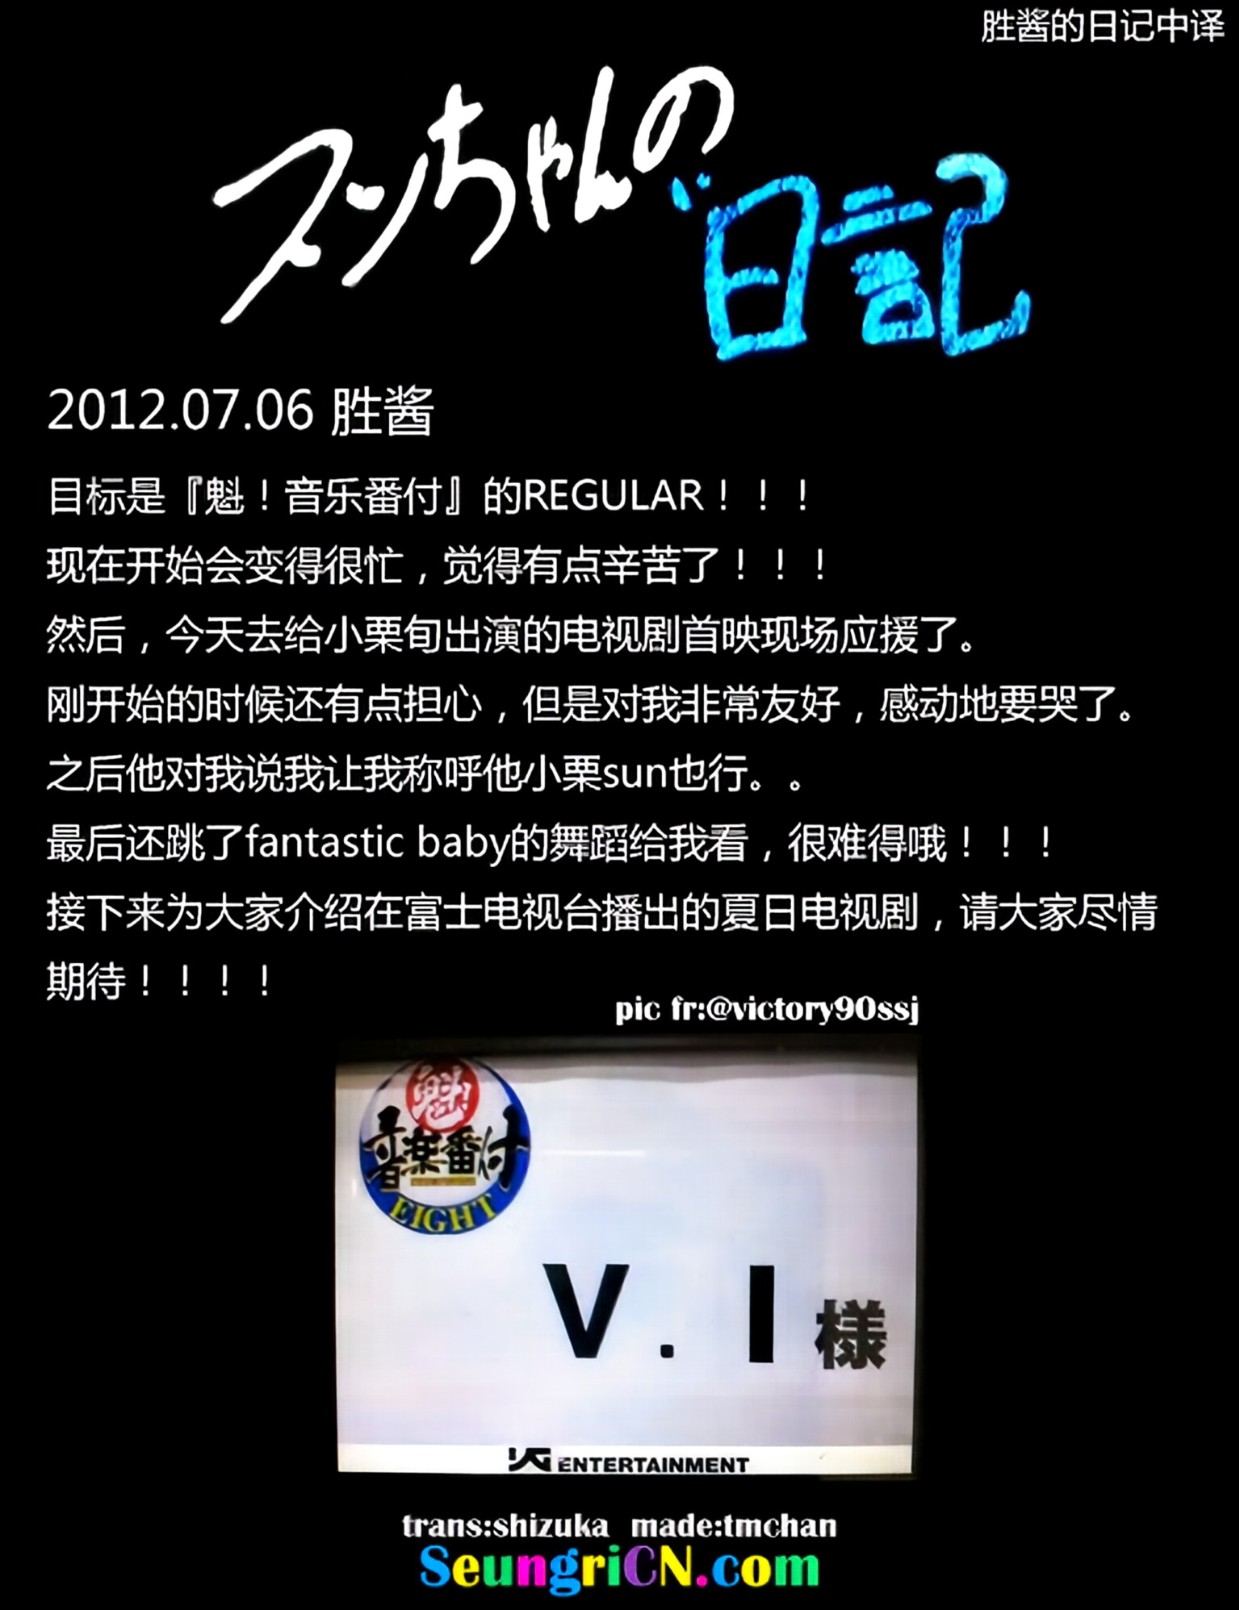 胜酱的日记中译
スンちゃんの
日記
2012.07.06 胜酱
目标是『魁！音乐番付』的REGULAR！！！
现在开始会变得很忙，觉得有点辛苦了！！！
然后，今天去给小栗旬出演的电视剧首映现场应援了。
刚开始的时候还有点担心，但是对我非常友好，感动地要哭了。
之后他对我说我让我称呼他小栗sun也行。。
最后还跳了fantastic baby的舞蹈给我看，很难得哦！！！
接下来为大家介绍在富士电视台播出的夏日电视剧，请大家尽情
期待！！！！
pic fr:@victory90ssj
魁
音楽番付
EIGHT
V.I様
YG ENTERTAINMENT
trans:shizuka made:tmchan
SeungriCN.com